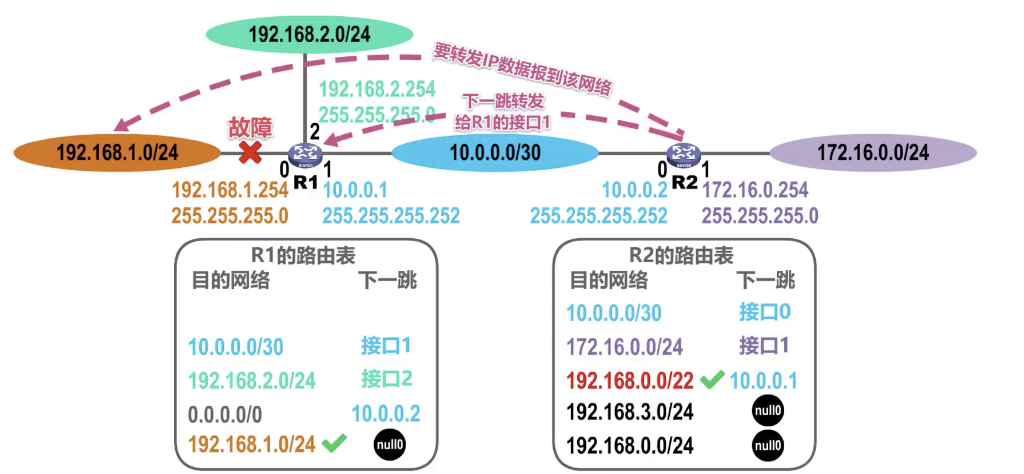 192.168.2.0/24
要转发IP数据报到该网络
192.168.2.254
255.255.255.0
下一跳转发
给R1的接口1
故障
2
192.168.1.0/24
10.0.0.0/30
172.16.0.0/24
0
R1
1
0
R2
1
192.168.1.254
255.255.255.0
10.0.0.1
255.255.255.252
10.0.0.2
255.255.255.252
172.16.0.254
255.255.255.0
R1的路由表
目的网络 下一跳
10.0.0.0/30 接口1
192.168.2.0/24 接口2
0.0.0.0/0 10.0.0.2
192.168.1.0/24 null0
R2的路由表
目的网络 下一跳
10.0.0.0/30 接口0
172.16.0.0/24 接口1
192.168.0.0/22 10.0.0.1
192.168.3.0/24 null0
192.168.0.0/24 null0